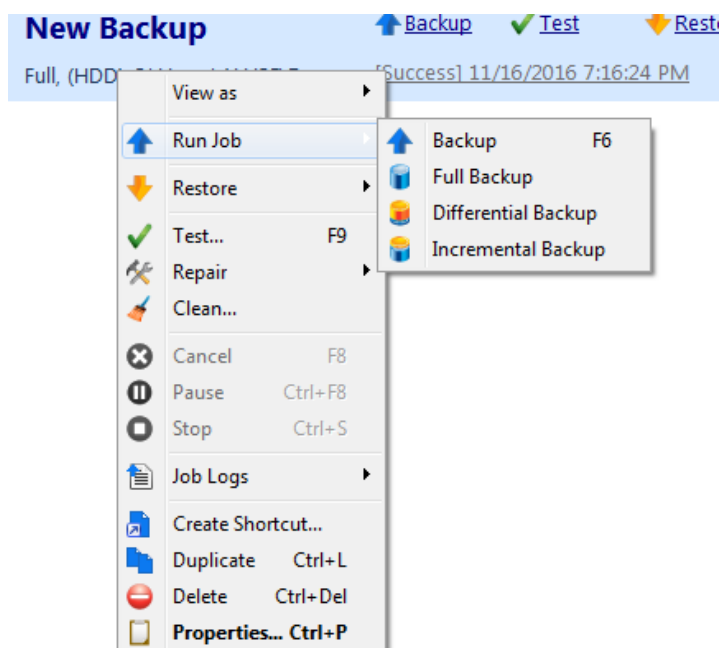 New Backup
Backup Test Resto
Full, (HDD)
[Success] 11/16/2016 7:16:24 PM
View as
Run Job
Backup F6
Full Backup
Differential Backup
Incremental Backup
Restore
Test... F9
Repair
Clean...
Cancel F8
Pause Ctrl+F8
Stop Ctrl+S
Job Logs
Create Shortcut...
Duplicate Ctrl+L
Delete Ctrl+Del
Properties... Ctrl+P